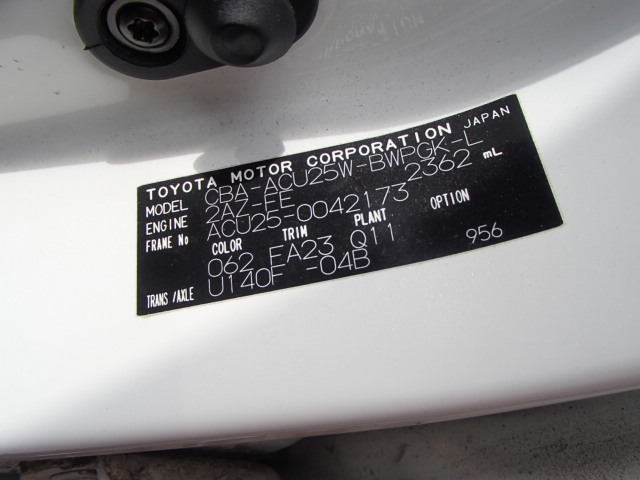 TOYOTA MOTOR CORPORATION JAPAN
MODEL CBA-ACU25W-BWPGK-L
ENGINE 2AZ-FE 2362 mL
FRAME No ACU25-0042173
COLOR TRIM PLANT OPTION
062 FA23 Q11 956
TRANS/AXLE U140F -04B